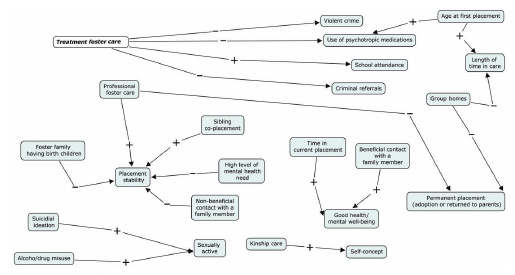 Violent crime
Age at first placement
Treatment foster care
Use of psychotropic medications
+
+
School attendence
+
Length of
time in care
Professional
foster care
Criminal referrals
Group homes
Sibling
co-placement
+
+
Foster family
having birth children
Time in
current placement
Beneficial contact
with a
family member
Placement
stability
High level of
mental health
need
+
+
Non-beneficial
contact with a
family member
Permanent placement
(adoption or returned to parents)
Suicidial
ideation
Good health/
mental well-being
+
Sexually
active
Kinship care
+
Self-concept
Alcoho/drug misuse
+